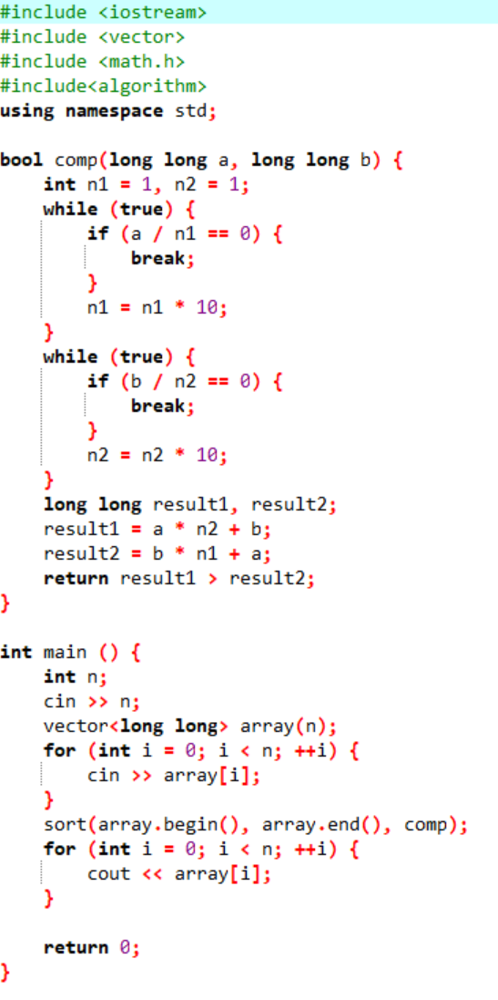 #include <iostream>
#include <vector>
#include <math.h>
#include<algorithm>
using namespace std;

bool comp(long long a, long long b) {
    int n1 = 1, n2 = 1;
    while (true) {
        if (a / n1 == 0) {
            break;
        }
        n1 = n1 * 10;
    }
    while (true) {
        if (b / n2 == 0) {
            break;
        }
        n2 = n2 * 10;
    }
    long long result1, result2;
    result1 = a * n2 + b;
    result2 = b * n1 + a;
    return result1 > result2;
}

int main () {
    int n;
    cin >> n;
    vector<long long> array(n);
    for (int i = 0; i < n; ++i) {
        cin >> array[i];
    }
    sort(array.begin(), array.end(), comp);
    for (int i = 0; i < n; ++i) {
        cout << array[i];
    }

    return 0;
}